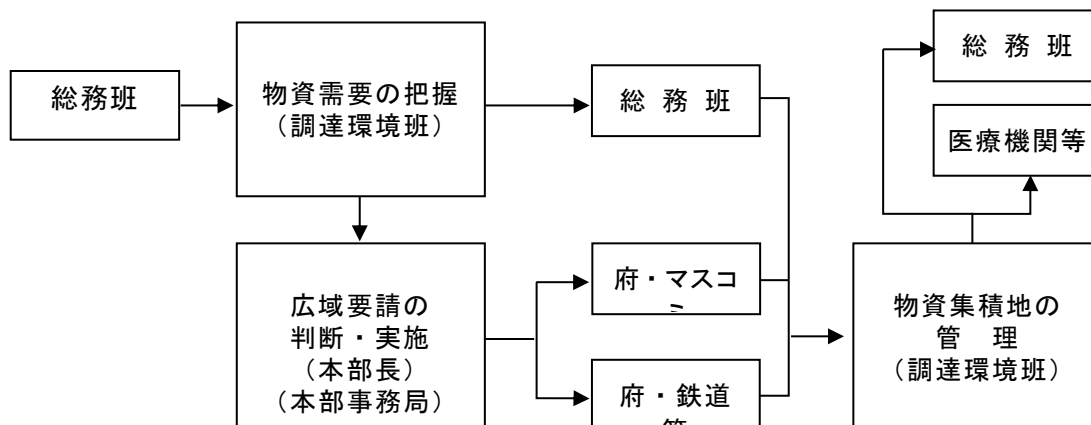 総務班
物資需要の把握
（調達環境班）
総 務 班
総 務 班
医療機関等
広域要請の
判断・実施
（本部長）
（本部事務局）
府・マスコ
ミ
府・鉄道
等
物資集積地の
管　理
（調達環境班）